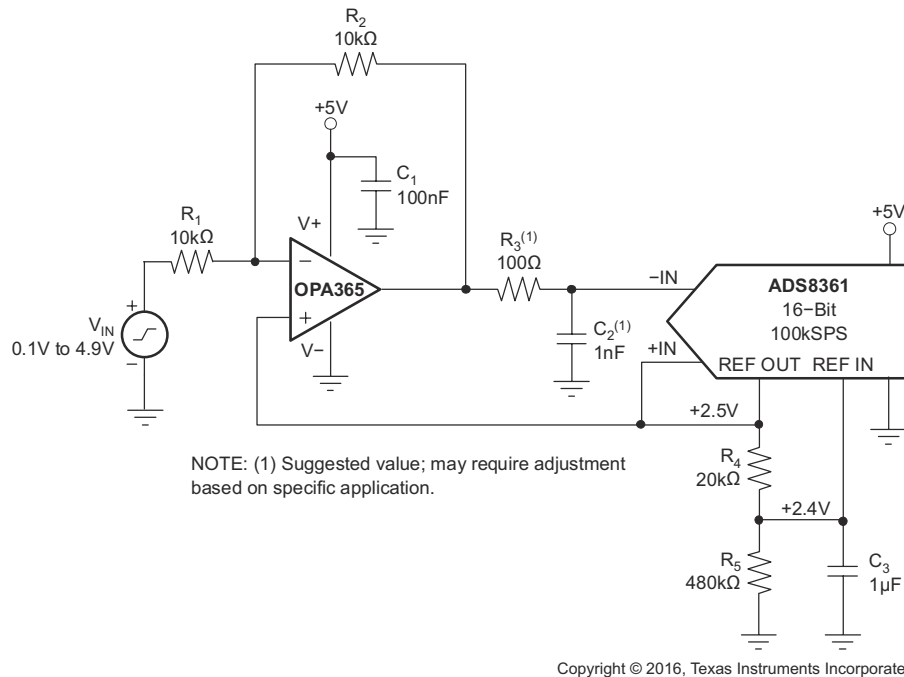 R2
10kΩ
+5V
C1
100nF
R1
10kΩ
V+
−
OPA365
+
V−
+
VIN
0.1V to 4.9V
−
R3(1)
100Ω
C2(1)
1nF
−IN
+IN
+5V
ADS8361
16−Bit
100kSPS
REF OUT REF IN
+2.5V
R4
20kΩ
+2.4V
R5
480kΩ
C3
1µF
NOTE: (1) Suggested value; may require adjustment
based on specific application.
Copyright © 2016, Texas Instruments Incorporate